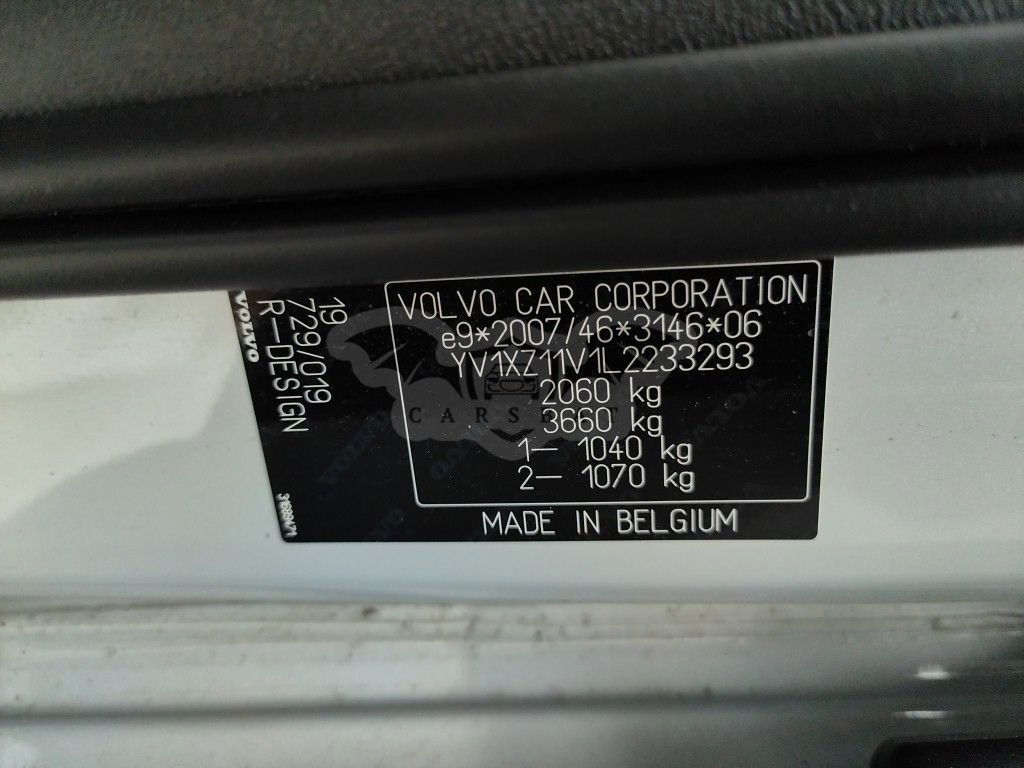 VOLVO CAR CORPORATION
e9*2007/46*3146*06
YV1XZ11V1L2233293
2060 kg
3660 kg
1— 1040 kg
2— 1070 kg
MADE IN BELGIUM
19
729/019
R-DESIGN
VOLVO